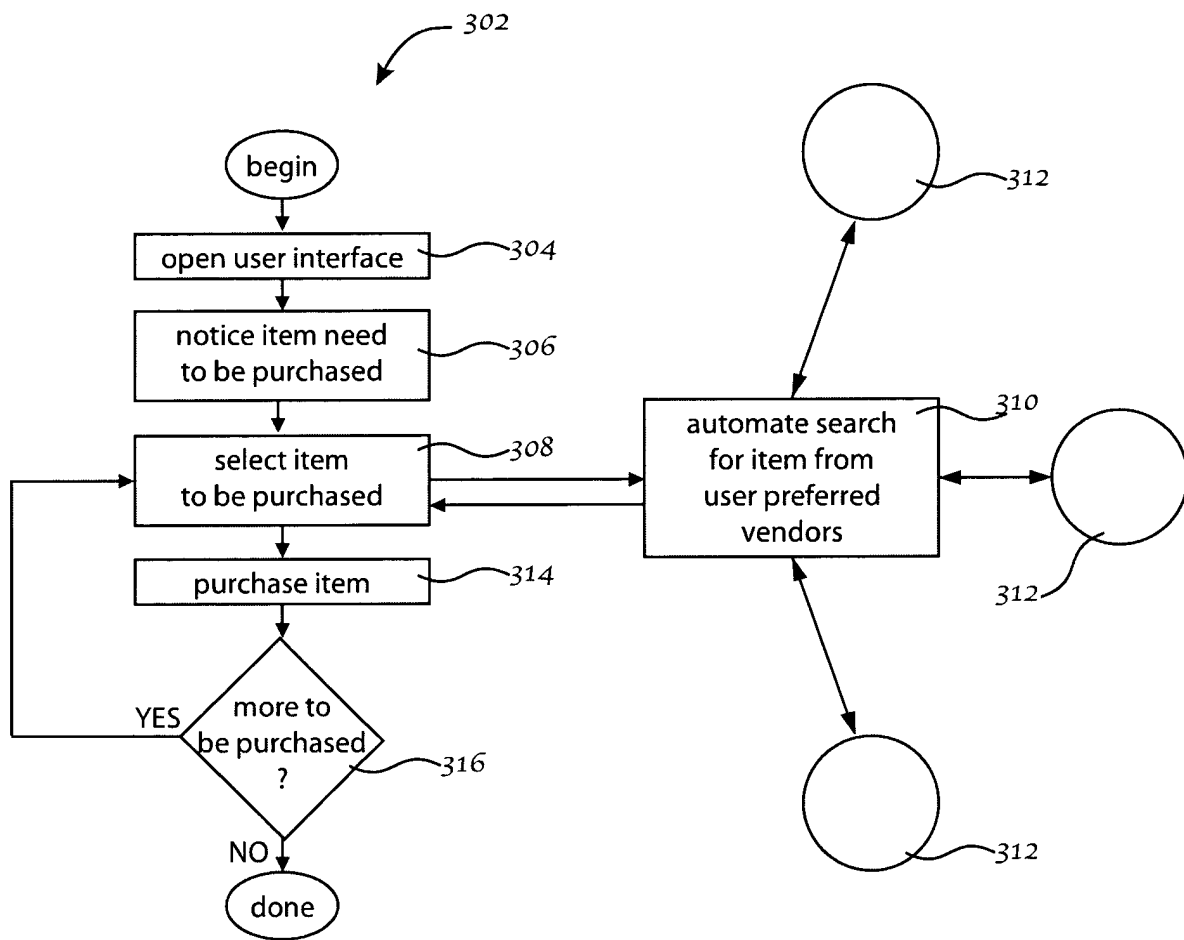 302
begin
open user interface
304
notice item need
to be purchased
306
select item
to be purchased
308
automate search
for item from
user preferred
vendors
310
312
312
312
purchase item
314
more to
be purchased
?
316
YES
NO
done